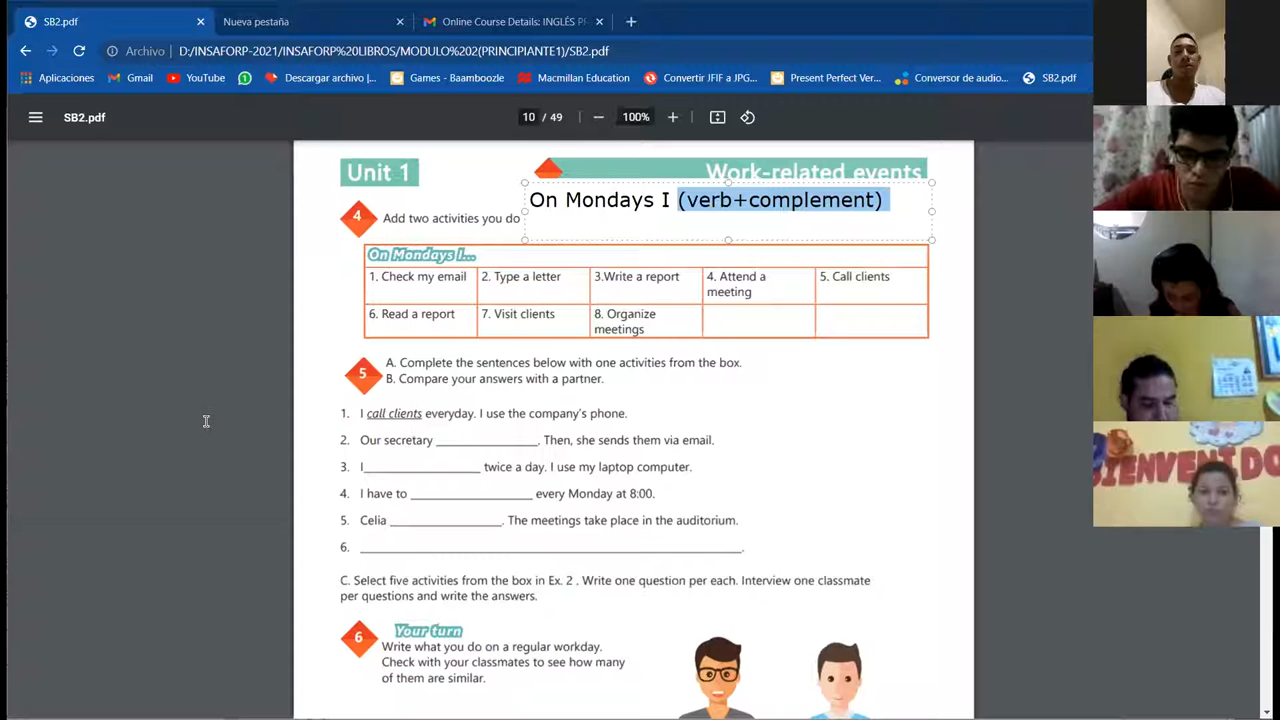 SB2.pdf
Nueva pestaña
Online Course Details: INGLÉS PI
Archivo
D:/INSAFORP-2021/INSAFORP%20LIBROS/MODULO%202(PRINCIPIANTE1)/SB2.pdf
Aplicaciones
Gmail
YouTube
Descargar archivo |...
Games - Baamboozle
Macmillan Education
Convertir JFIF a JPG...
Present Perfect Ver...
Conversor de audio...
SB2.pdf
SB2.pdf
10 / 49
100%
Unit 1
Work-related events
On Mondays I (verb+complement)
4
Add two activities you do
On Mondays I...
1. Check my email
2. Type a letter
3.Write a report
4. Attend a
meeting
5. Call clients
6. Read a report
7. Visit clients
8. Organize
meetings
5
A. Complete the sentences below with one activities from the box.
B. Compare your answers with a partner.
1. I call clients everyday. I use the company's phone.
2. Our secretary ________________. Then, she sends them via email.
3. I__________________ twice a day. I use my laptop computer.
4. I have to ___________________ every Monday at 8:00.
5. Celia _________________. The meetings take place in the auditorium.
6. ___________________________________________________________.
C. Select five activities from the box in Ex. 2 . Write one question per each. Interview one classmate
per questions and write the answers.
6
Your turn
Write what you do on a regular workday.
Check with your classmates to see how many
of them are similar.
BIENVENIDO